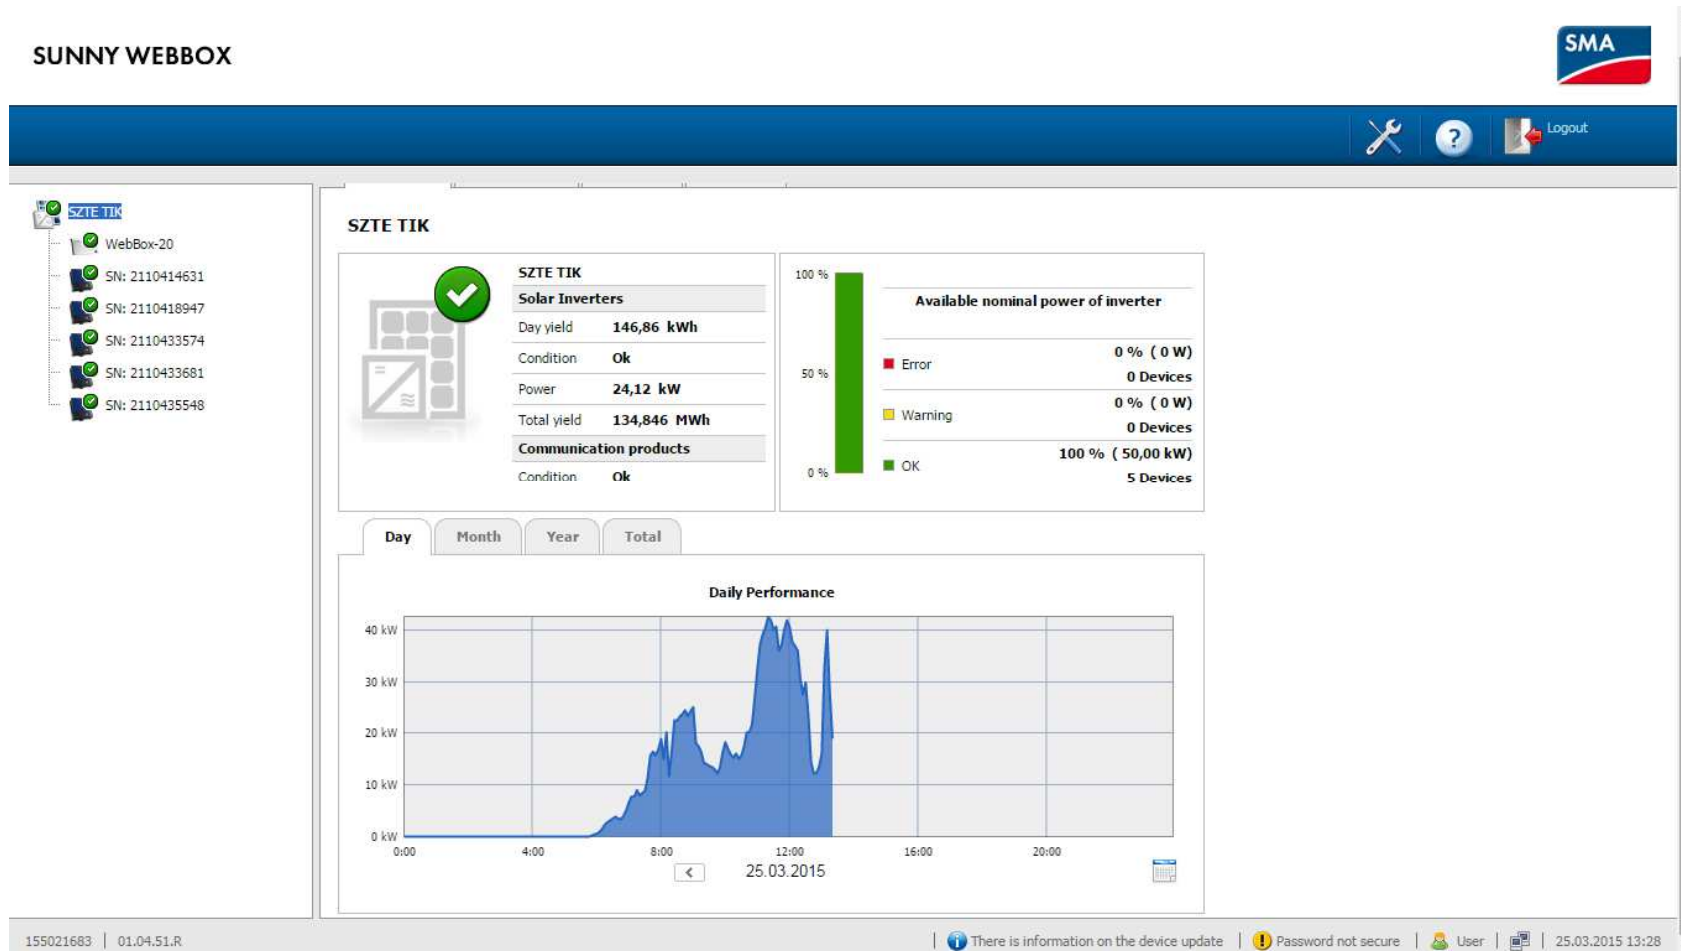 SUNNY WEBBOX
SMA
Logout
SZTE TIK
WebBox-20
SN: 2110414631
SN: 2110418947
SN: 2110433574
SN: 2110433681
SN: 2110435548
SZTE TIK
SZTE TIK
Solar Inverters
Day yield 146,86 kWh
Condition Ok
Power 24,12 kW
Total yield 134,846 MWh
Communication products
Condition Ok
100 %
50 %
0 %
Available nominal power of inverter
Error 0 % ( 0 W)
0 Devices
Warning 0 % ( 0 W)
0 Devices
OK 100 % ( 50,00 kW)
5 Devices
Day Month Year Total
Daily Performance
40 kW
30 kW
20 kW
10 kW
0 kW
0:00 4:00 8:00 12:00 16:00 20:00
< 25.03.2015
155021683 | 01.04.51.R | There is information on the device update | Password not secure | User | 25.03.2015 13:28